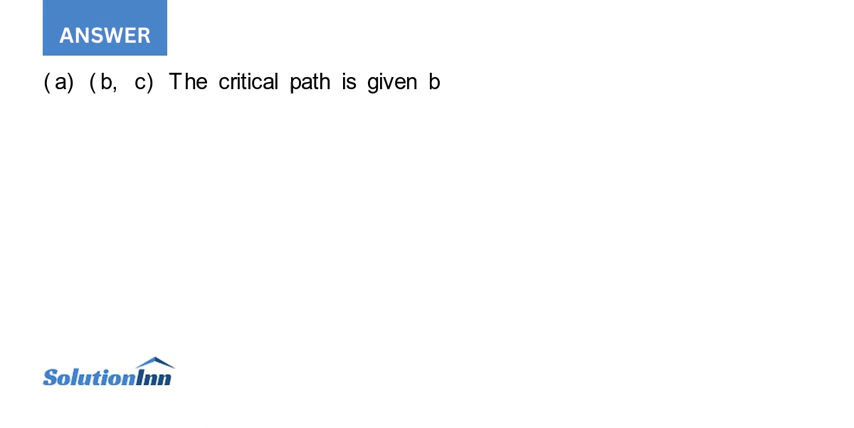 ANSWER
(a) (b, c) The critical path is given b
SolutionInn